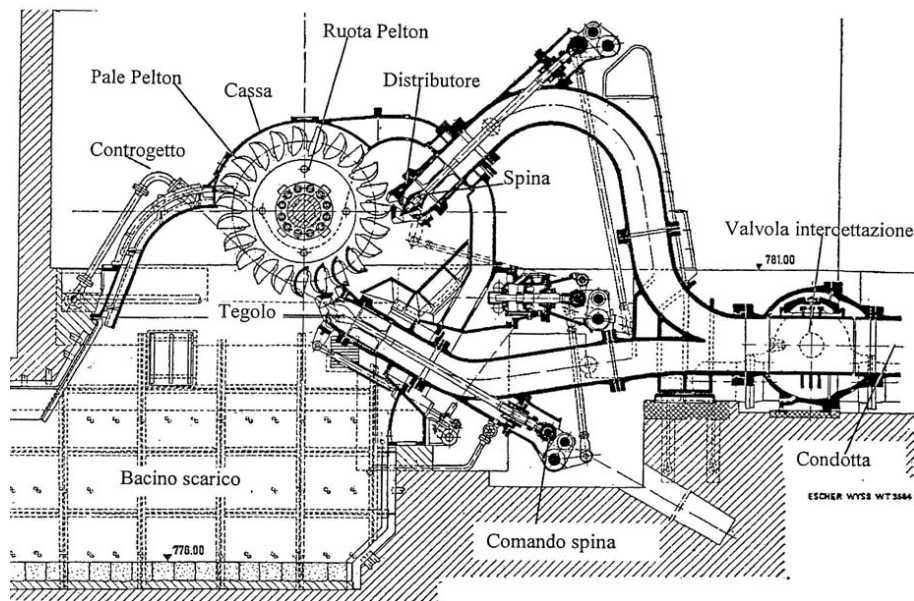 Ruota Pelton
Pale Pelton
Distributore
Cassa
Controgetto
Spina
Valvola intercettazione
781.00
Tegolo
Bacino scarico
Condotta
ESCHER WYSS WT 3584
776.00
Comando spina